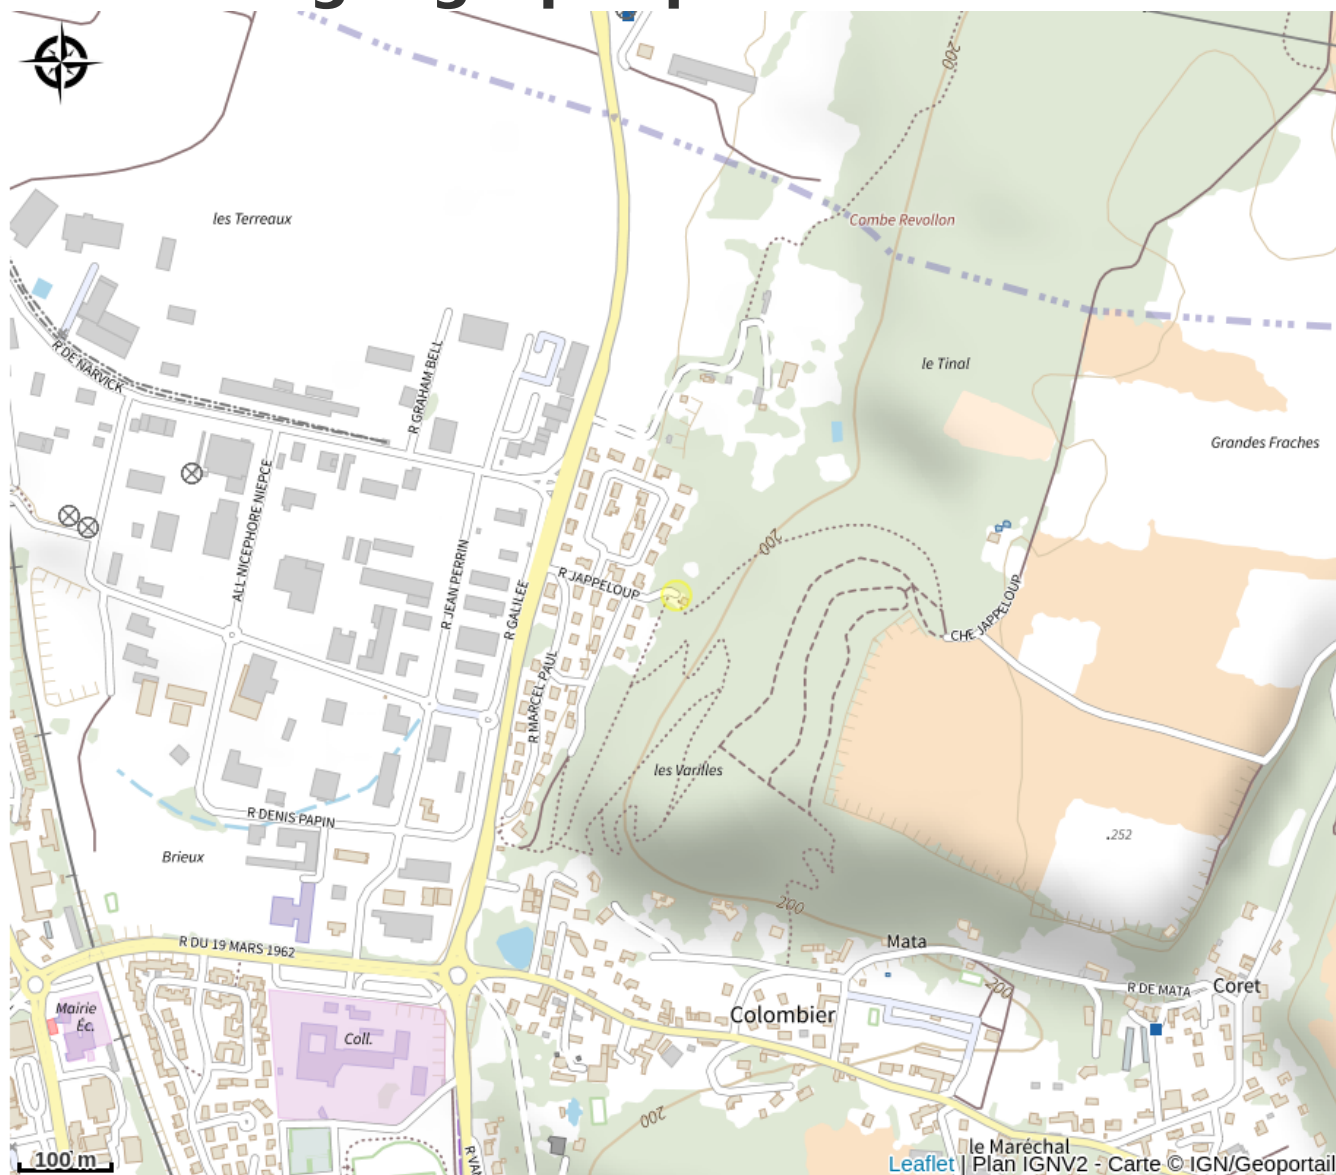 200
les Terreaux
Combe Revollon
R DE NARVICK
R GRAHAM BELL
le Tinal
Grandes Fraches
ALL NICEPHORE NIEPCE
R JEAN PERRIN
R GALILEE
R JAPPELOUP
200
CHE JAPPELOUP
R MARCEL PAUL
les Varilles
R DENIS PAPIN
Brieux
252
200
R DU 19 MARS 1962
Mata
R DE MATA
200
Coret
Mairie
Éc.
Colombier
Coll.
200
le Maréchal
100 m
Leaflet | Plan IGNV2 - Carte © IGN/Geoportail